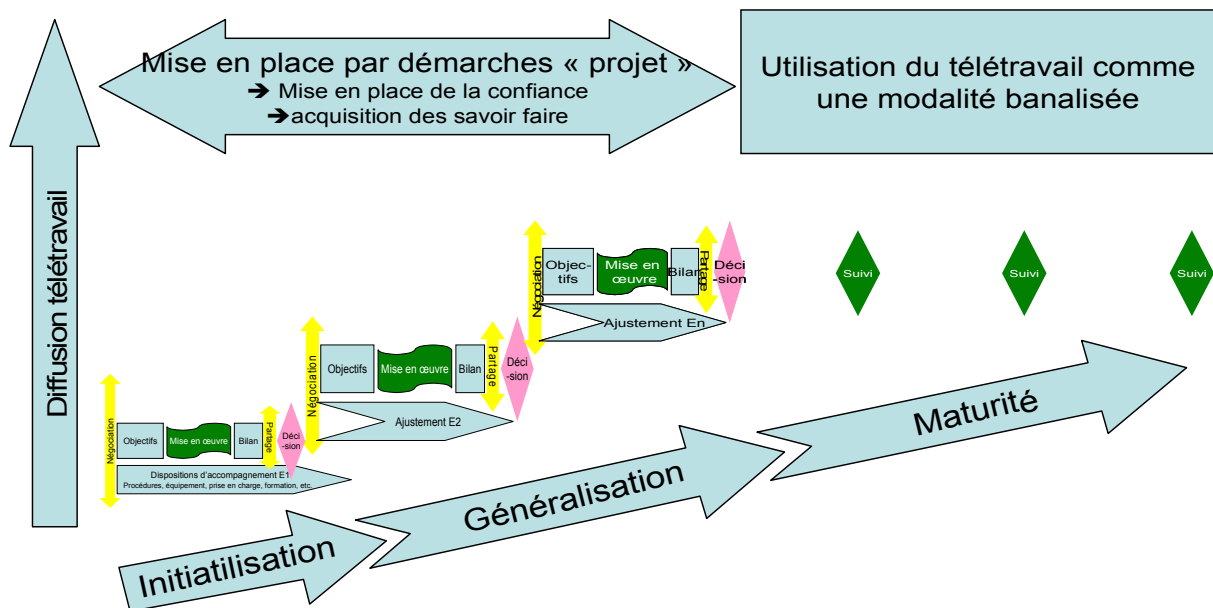 Mise en place par démarches « projet »
➔ Mise en place de la confiance
➔acquisition des savoir faire
Utilisation du télétravail comme
une modalité banalisée
Diffusion télétravail
Négociation
Objec-
tifs
Mise en
œuvre
Bilan
Partage
Déci
-sion
Ajustement En
Suivi
Suivi
Suivi
Négociation
Objectifs
Mise en œuvre
Bilan
Partage
Déci
-sion
Ajustement E2
Négociation
Objectifs
Mise en œuvre
Bilan
Partage
Déci
-sion
Dispositions d'accompagnement E1
Procédures, équipement, prise en charge, formation, etc.
Initiatilisation
Généralisation
Maturité